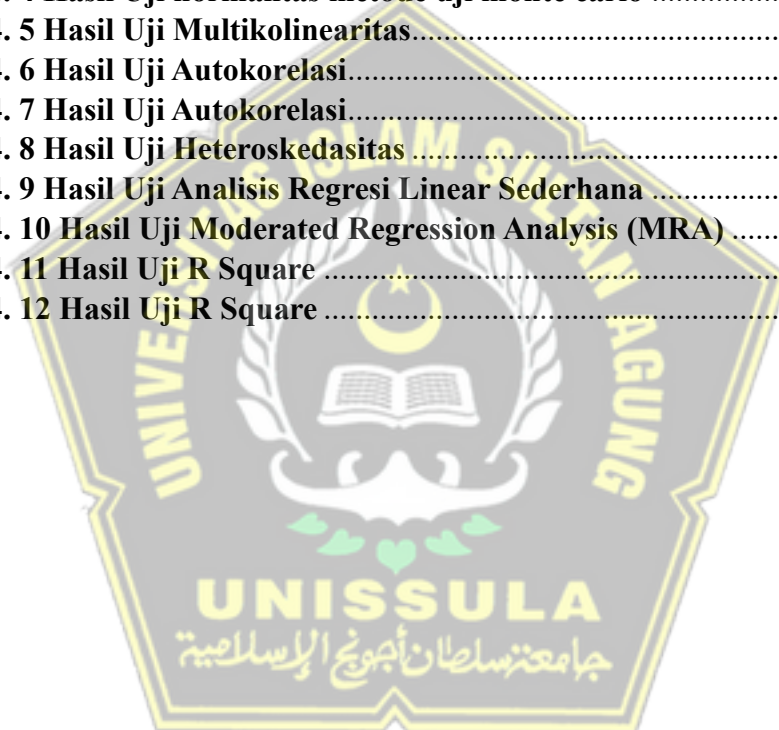 4. 5 Hasil Uji Multikolinearitas
4. 6 Hasil Uji Autokorelasi
4. 7 Hasil Uji Autokorelasi
4. 8 Hasil Uji Heteroskedasitas
4. 9 Hasil Uji Analisis Regresi Linear Sederhana
4. 10 Hasil Uji Moderated Regression Analysis (MRA)
4. 11 Hasil Uji R Square
4. 12 Hasil Uji R Square
UNIVERSITAS ISLAM SULTAN AGUNG
UNISSULA
جامعة سلطان أجونج الإسلامية